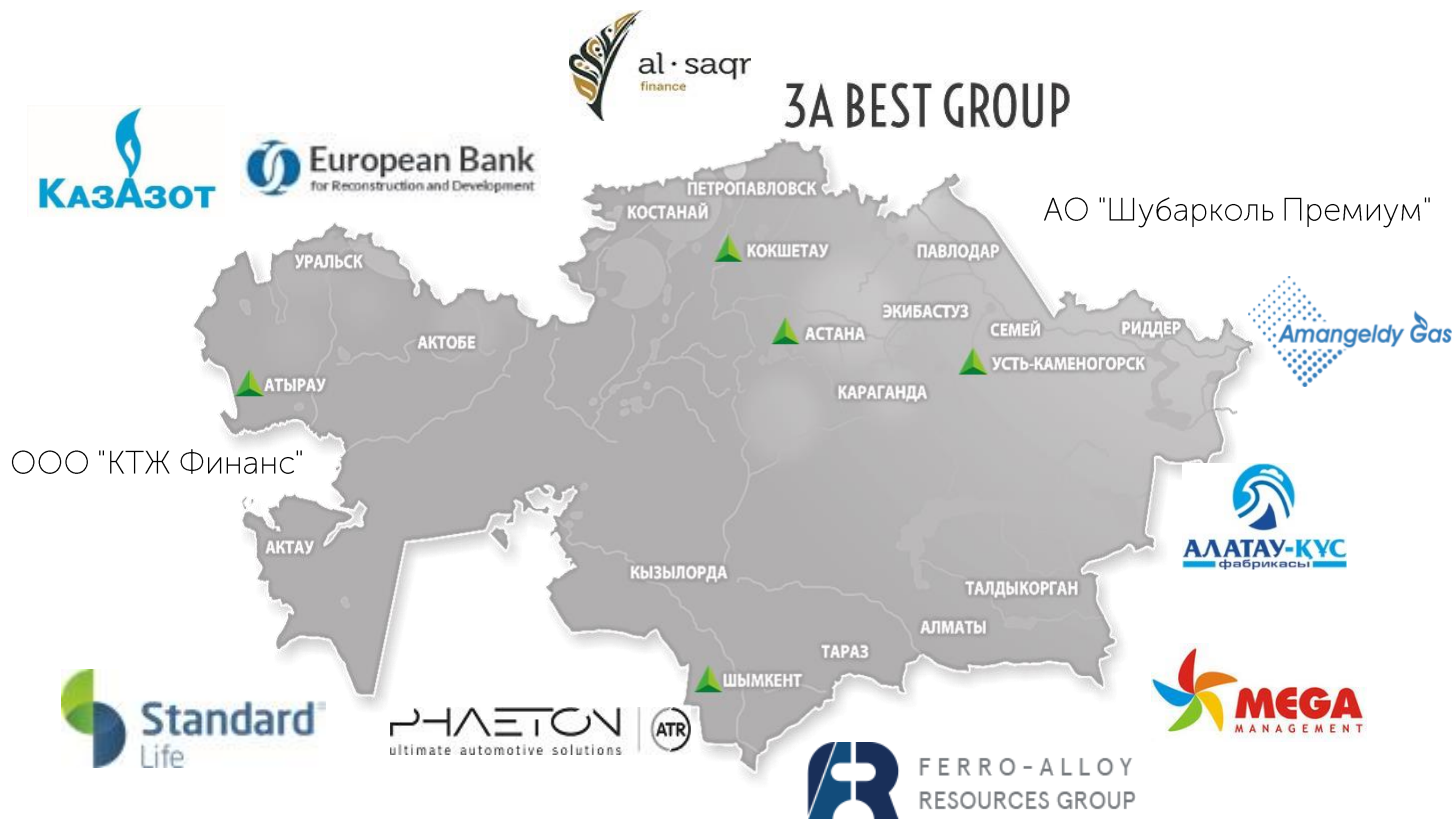 al·saqr
finance
3A BEST GROUP
КАЗАЗОТ
European Bank
for Reconstruction and Development
АО "Шубарколь Премиум"
ПЕТРОПАВЛОВСК
КОСТАНАЙ
КОКШЕТАУ
ПАВЛОДАР
УРАЛЬСК
ЭКИБАСТУЗ
АСТАНА
СЕМЕЙ
РИДДЕР
Amangeldy Gas
АКТОБЕ
УСТЬ-КАМЕНОГОРСК
АТЫРАУ
КАРАГАНДА
ООО "КТЖ Финанс"
АКТАУ
АЛАТАУ-ҚҰС
фабрикасы
КЫЗЫЛОРДА
ТАЛДЫКОРГАН
АЛМАТЫ
ТАРАЗ
ШЫМКЕНТ
Standard
Life
PHAETON
ultimate automotive solutions
ATR
MEGA
MANAGEMENT
FERRO-ALLOY
RESOURCES GROUP